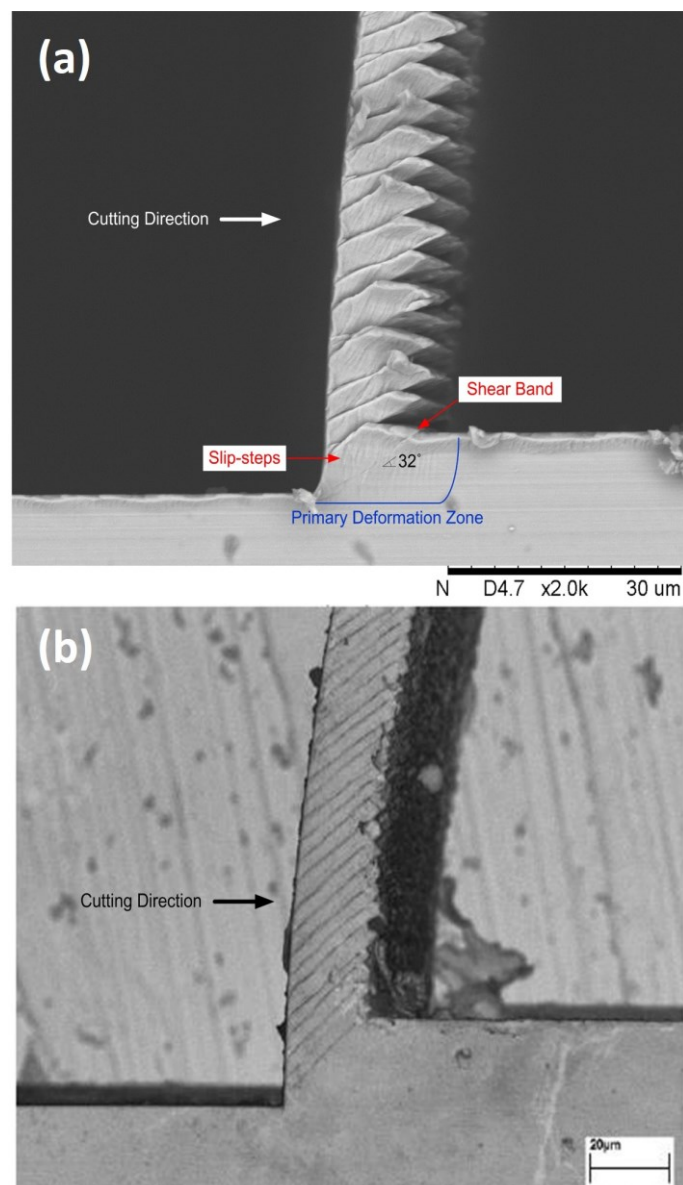 (a)
Cutting Direction
Shear Band
Slip-steps
32°
Primary Deformation Zone
N D4.7 x2.0k 30 um
(b)
Cutting Direction
20µm